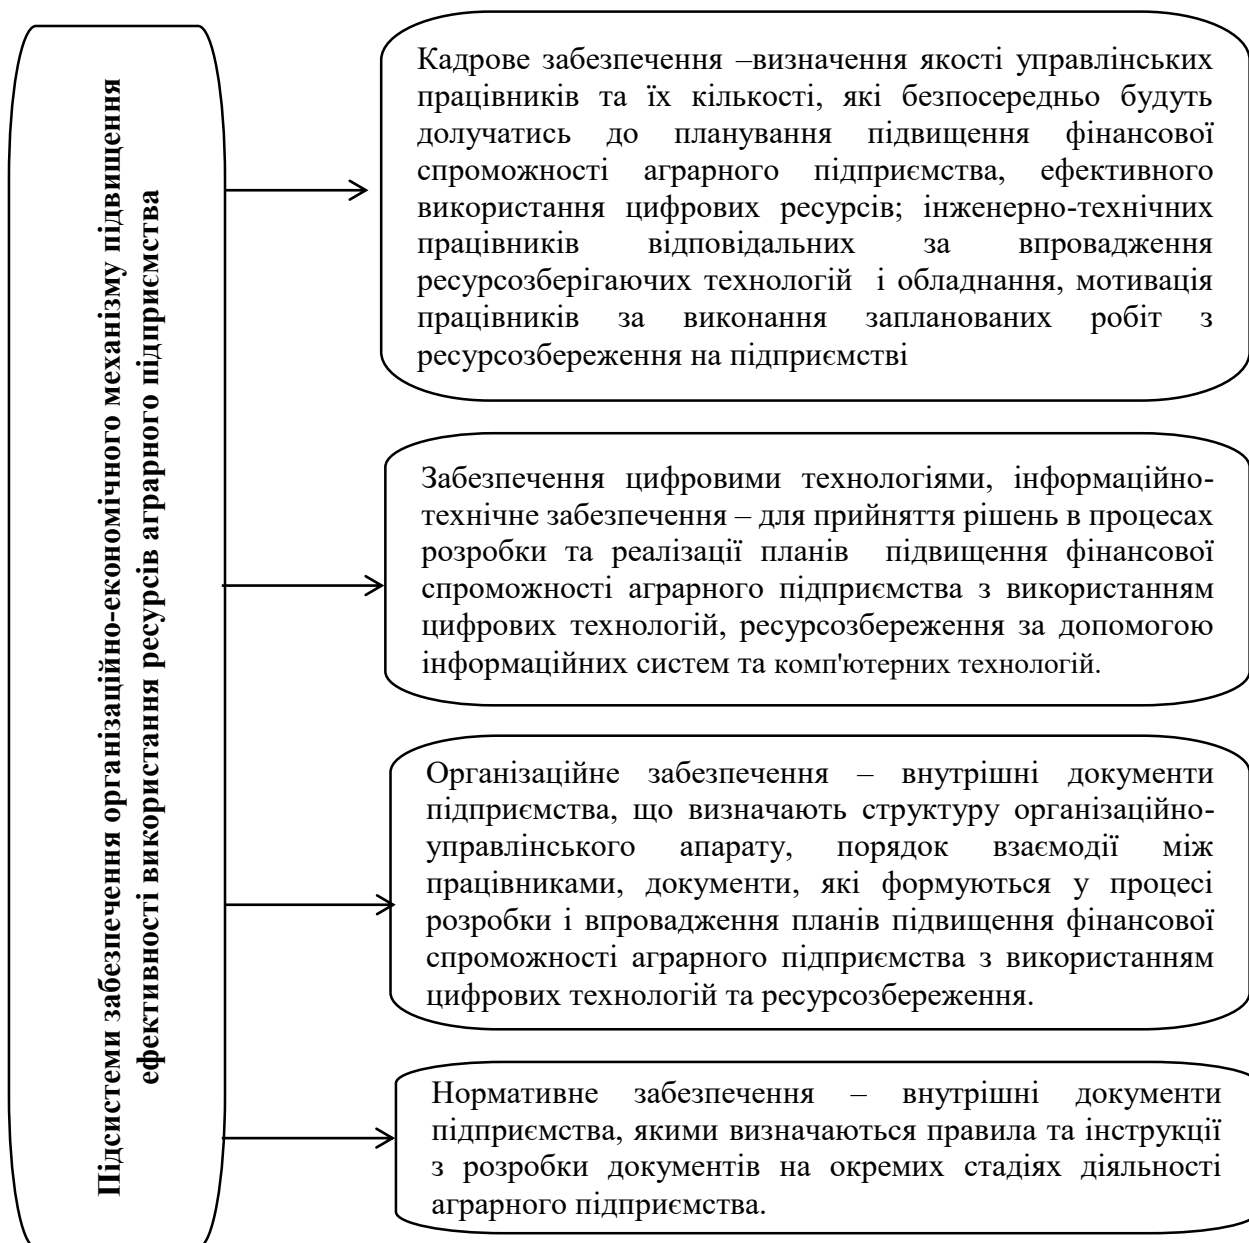 Підсистеми забезпечення організаційно-економічного механізму підвищення
ефективності використання ресурсів аграрного підприємства
Кадрове забезпечення –визначення якості управлінських
працівників та їх кількості, які безпосередньо будуть
долучатись до планування підвищення фінансової
спроможності аграрного підприємства, ефективного
використання цифрових ресурсів; інженерно-технічних
працівників відповідальних за впровадження
ресурсозберігаючих технологій і обладнання, мотивація
працівників за виконання запланованих робіт з
ресурсозбереження на підприємстві
Забезпечення цифровими технологіями, інформаційно-
технічне забезпечення – для прийняття рішень в процесах
розробки та реалізації планів підвищення фінансової
спроможності аграрного підприємства з використанням
цифрових технологій, ресурсозбереження за допомогою
інформаційних систем та комп'ютерних технологій.
Організаційне забезпечення – внутрішні документи
підприємства, що визначають структуру організаційно-
управлінського апарату, порядок взаємодії між
працівниками, документи, які формуються у процесі
розробки і впровадження планів підвищення фінансової
спроможності аграрного підприємства з використанням
цифрових технологій та ресурсозбереження.
Нормативне забезпечення – внутрішні документи
підприємства, якими визначаються правила та інструкції
з розробки документів на окремих стадіях діяльності
аграрного підприємства.